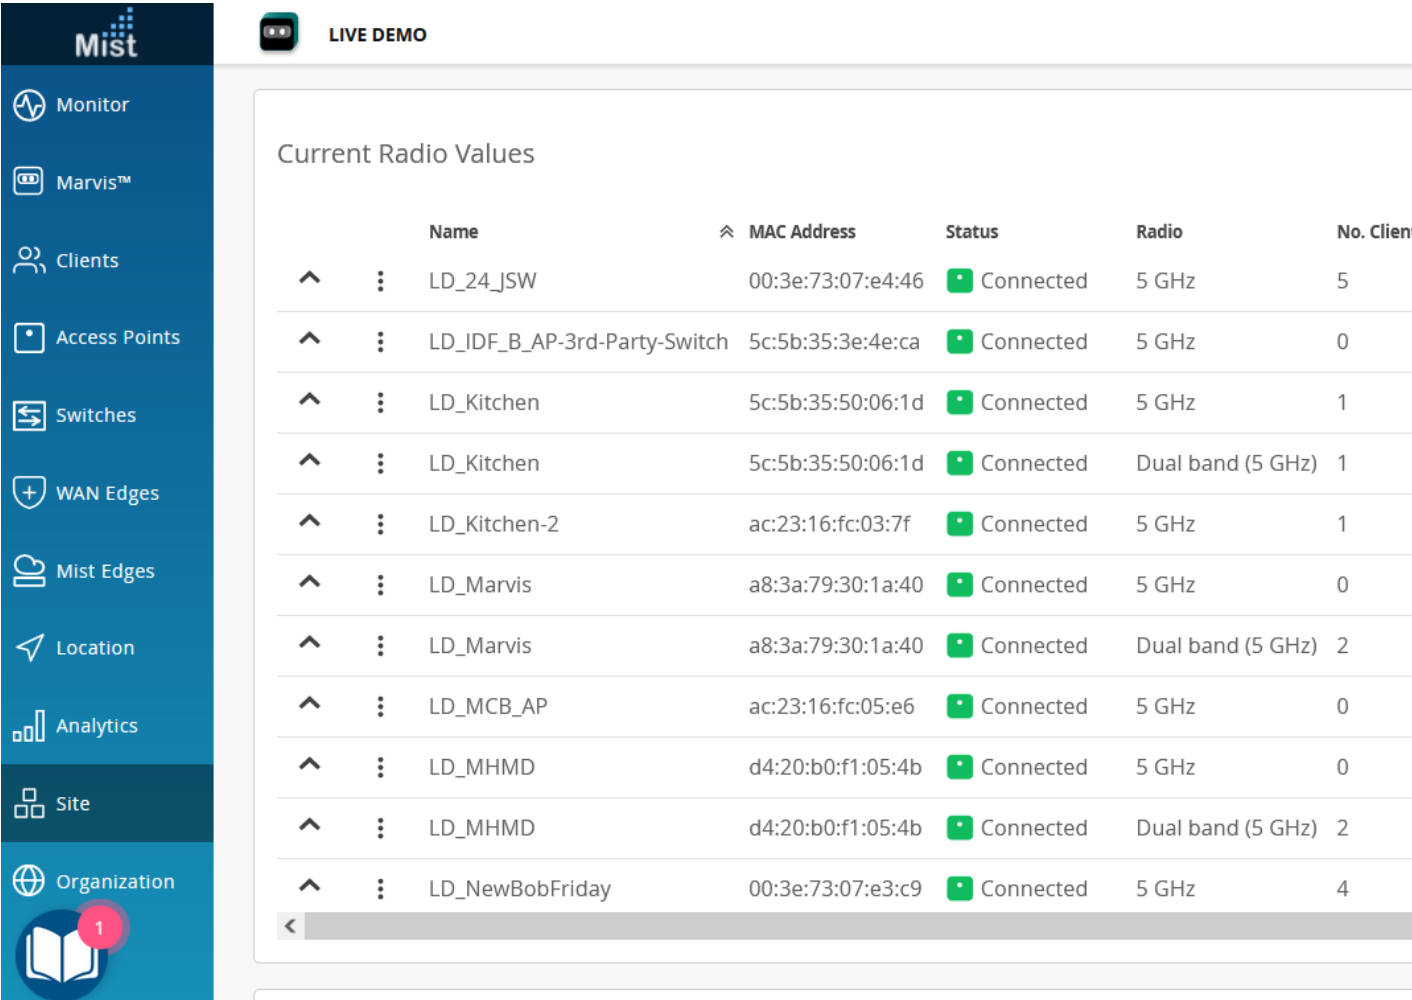 Mist
LIVE DEMO
Monitor
Marvis™
Clients
Access Points
Switches
WAN Edges
Mist Edges
Location
Analytics
Site
Organization
1
Current Radio Values
Name MAC Address Status Radio No. Clien
LD_24_JSW 00:3e:73:07:e4:46 Connected 5 GHz 5
LD_IDF_B_AP-3rd-Party-Switch 5c:5b:35:3e:4e:ca Connected 5 GHz 0
LD_Kitchen 5c:5b:35:50:06:1d Connected 5 GHz 1
LD_Kitchen 5c:5b:35:50:06:1d Connected Dual band (5 GHz) 1
LD_Kitchen-2 ac:23:16:fc:03:7f Connected 5 GHz 1
LD_Marvis a8:3a:79:30:1a:40 Connected 5 GHz 0
LD_Marvis a8:3a:79:30:1a:40 Connected Dual band (5 GHz) 2
LD_MCB_AP ac:23:16:fc:05:e6 Connected 5 GHz 0
LD_MHMD d4:20:b0:f1:05:4b Connected 5 GHz 0
LD_MHMD d4:20:b0:f1:05:4b Connected Dual band (5 GHz) 2
LD_NewBobFriday 00:3e:73:07:e3:c9 Connected 5 GHz 4